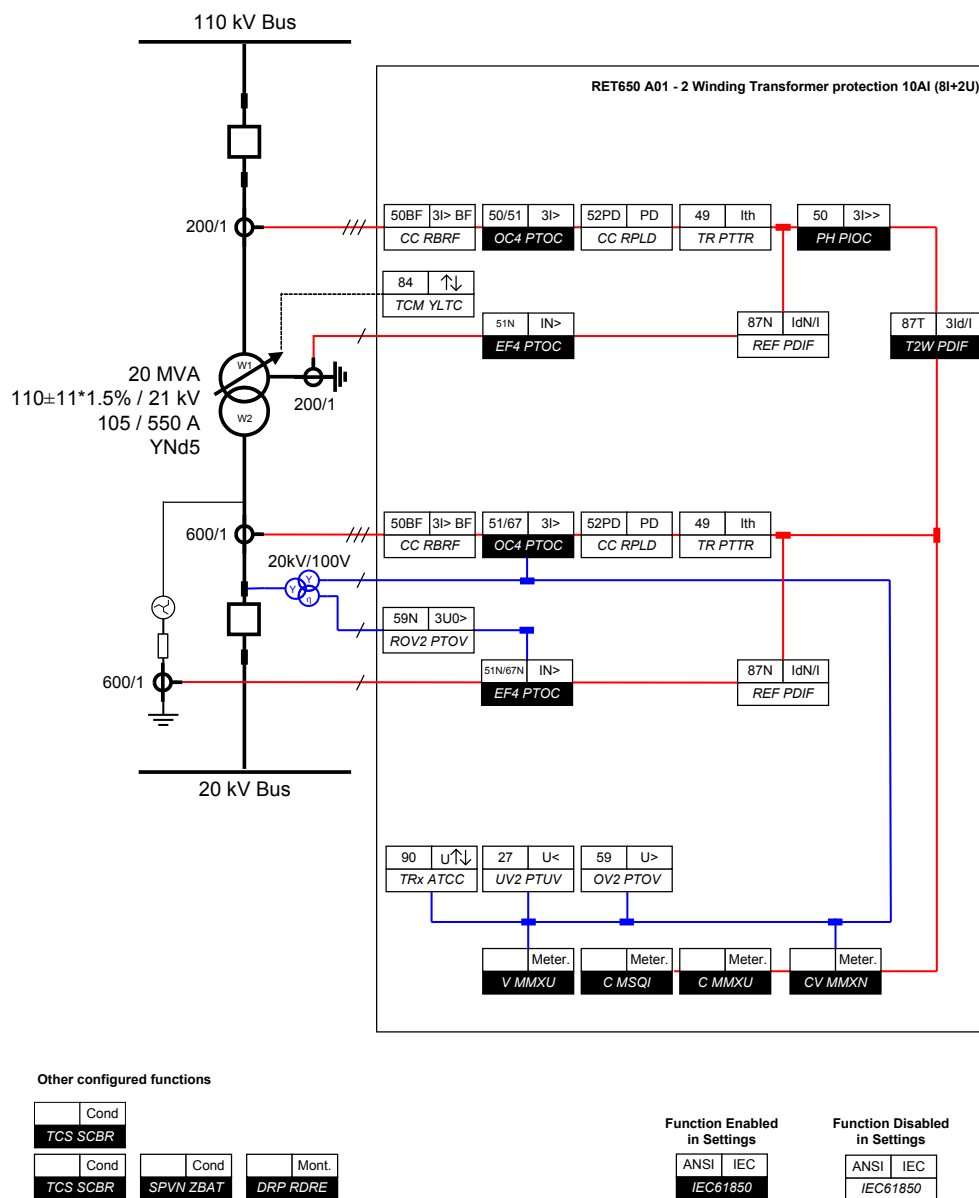 110 kV Bus
RET650 A01 - 2 Winding Transformer protection 10AI (8I+2U)
200/1
50BF 3I> BF
CC RBRF
50/51 3I>
OC4 PTOC
52PD PD
CC RPLD
49 Ith
TR PTTR
50 3I>>
PH PIOC
84 ↑↓
TCM YLTC
51N IN>
EF4 PTOC
87N IdN/I
REF PDIF
87T 3Id/I
T2W PDIF
W1
W2
200/1
20 MVA
110±11*1.5% / 21 kV
105 / 550 A
YNd5
600/1
50BF 3I> BF
CC RBRF
51/67 3I>
OC4 PTOC
52PD PD
CC RPLD
49 Ith
TR PTTR
20kV/100V
Y
Y
η
59N 3U0>
ROV2 PTOV
600/1
51N/67N IN>
EF4 PTOC
87N IdN/I
REF PDIF
20 kV Bus
90 U↑↓
TRx ATCC
27 U<
UV2 PTUV
59 U>
OV2 PTOV
Meter.
V MMXU
Meter.
C MSQI
Meter.
C MMXU
Meter.
CV MMXN
Other configured functions
Cond
TCS SCBR
Cond
TCS SCBR
Cond
SPVN ZBAT
Mont.
DRP RDRE
Function Enabled
in Settings
ANSI IEC
IEC61850
Function Disabled
in Settings
ANSI IEC
IEC61850